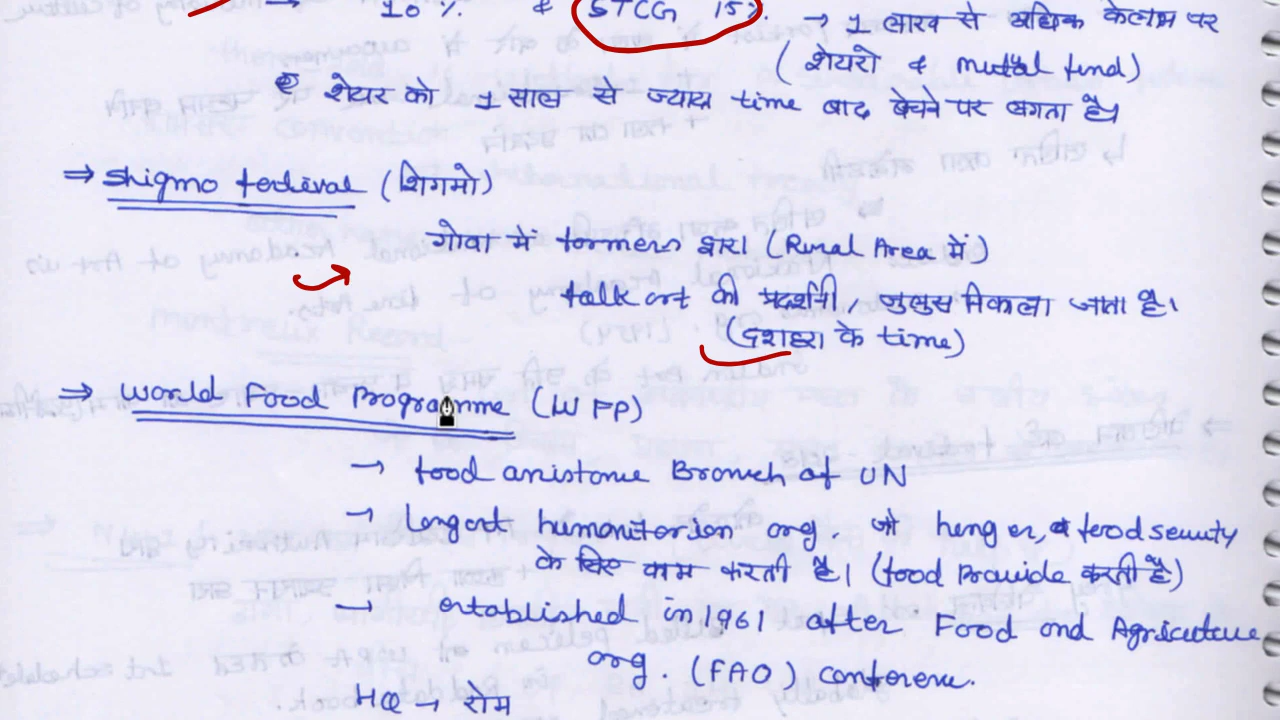 → 10 % & STCG 15% → 1 लाख से अधिक के लाभ पर
(शेयरो & mutual fund)
शेयर को 1 साल से ज्यादा time बाद बेचने पर लगता है।
⇒ Shigmo festival (शिगमो)
गोवा में farmers द्वारा (Rural Area में)
falk art की प्रदर्शनी, जुलुस निकला जाता है।
(दशहरा के time)
⇒ World Food Programme (WFP)
→ food assistance Branch of UN
→ Largest humanitarian org. जो hunger, & food security
के लिए काम करती है। (food Provide करती है)
→ established in 1961 after Food and Agriculture
org. (FAO) conference.
HQ → रोम